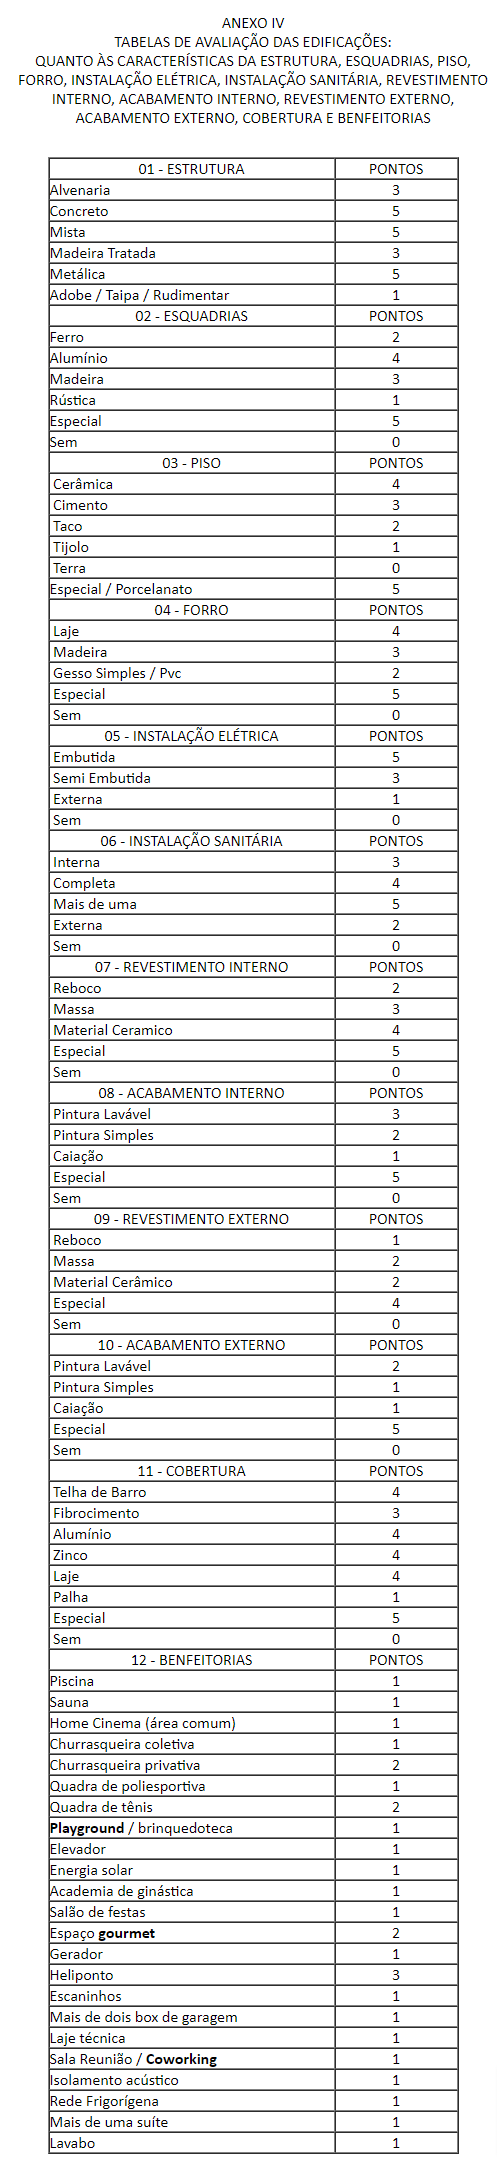 ANEXO IV
TABELAS DE AVALIAÇÃO DAS EDIFICAÇÕES:
QUANTO ÀS CARACTERÍSTICAS DA ESTRUTURA, ESQUADRIAS, PISO,
FORRO, INSTALAÇÃO ELÉTRICA, INSTALAÇÃO SANITÁRIA, REVESTIMENTO
INTERNO, ACABAMENTO INTERNO, REVESTIMENTO EXTERNO,
ACABAMENTO EXTERNO, COBERTURA E BENFEITORIAS
01 - ESTRUTURA PONTOS
Alvenaria 3
Concreto 5
Mista 5
Madeira Tratada 3
Metálica 5
Adobe / Taipa / Rudimentar 1
02 - ESQUADRIAS PONTOS
Ferro 2
Alumínio 4
Madeira 3
Rústica 1
Especial 5
Sem 0
03 - PISO PONTOS
Cerâmica 4
Cimento 3
Taco 2
Tijolo 1
Terra 0
Especial / Porcelanato 5
04 - FORRO PONTOS
Laje 4
Madeira 3
Gesso Simples / Pvc 2
Especial 5
Sem 0
05 - INSTALAÇÃO ELÉTRICA PONTOS
Embutida 5
Semi Embutida 3
Externa 1
Sem 0
06 - INSTALAÇÃO SANITÁRIA PONTOS
Interna 3
Completa 4
Mais de uma 5
Externa 2
Sem 0
07 - REVESTIMENTO INTERNO PONTOS
Reboco 2
Massa 3
Material Ceramico 4
Especial 5
Sem 0
08 - ACABAMENTO INTERNO PONTOS
Pintura Lavável 3
Pintura Simples 2
Caiação 1
Especial 5
Sem 0
09 - REVESTIMENTO EXTERNO PONTOS
Reboco 1
Massa 2
Material Cerâmico 2
Especial 4
Sem 0
10 - ACABAMENTO EXTERNO PONTOS
Pintura Lavável 2
Pintura Simples 1
Caiação 1
Especial 5
Sem 0
11 - COBERTURA PONTOS
Telha de Barro 4
Fibrocimento 3
Alumínio 4
Zinco 4
Laje 4
Palha 1
Especial 5
Sem 0
12 - BENFEITORIAS PONTOS
Piscina 1
Sauna 1
Home Cinema (área comum) 1
Churrasqueira coletiva 1
Churrasqueira privativa 2
Quadra de poliesportiva 1
Quadra de tênis 2
Playground / brinquedoteca 1
Elevador 1
Energia solar 1
Academia de ginástica 1
Salão de festas 1
Espaço gourmet 2
Gerador 1
Heliponto 3
Escaninhos 1
Mais de dois box de garagem 1
Laje técnica 1
Sala Reunião / Coworking 1
Isolamento acústico 1
Rede Frigorígena 1
Mais de uma suíte 1
Lavabo 1